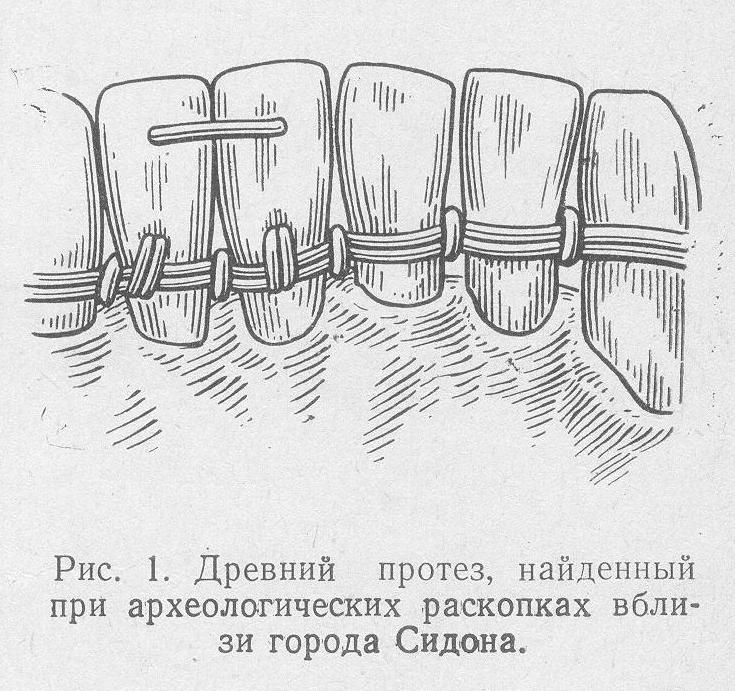 Рис. 1. Древний протез, найденный
при археологических раскопках вбли-
зи города Сидона.